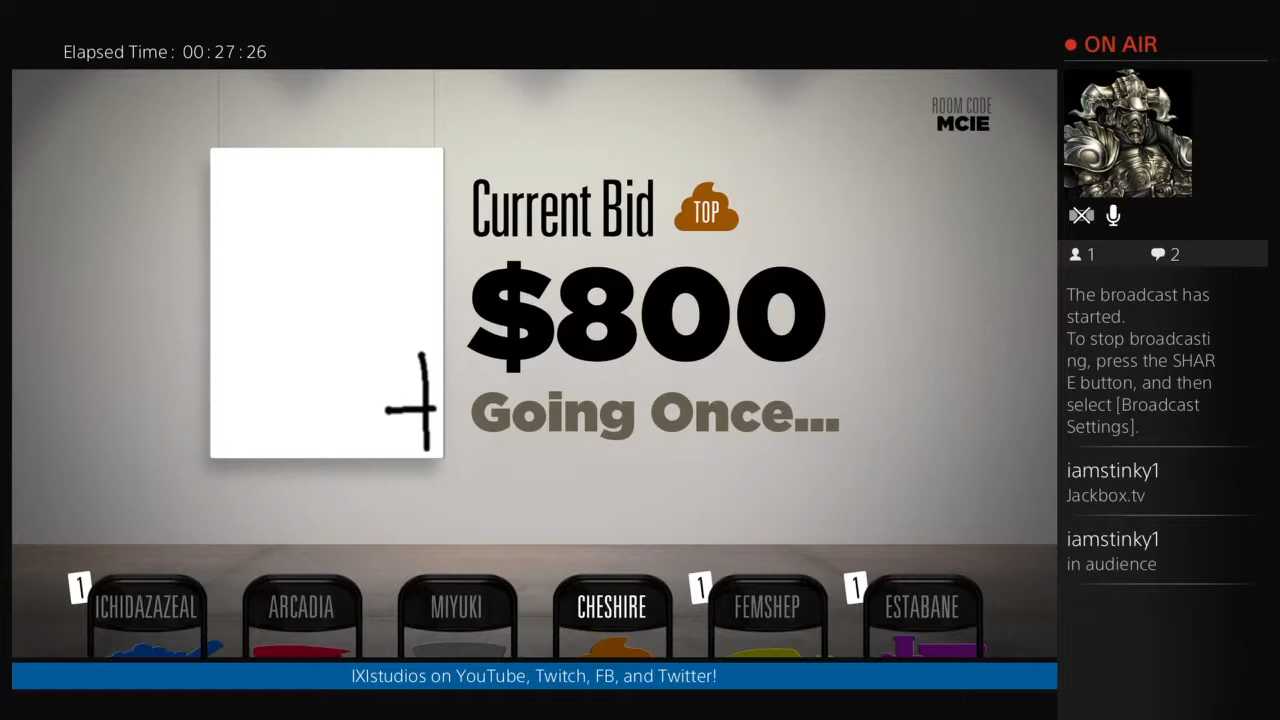 Elapsed Time: 00:27:26
ON AIR
ROOM CODE
MCIE
Current Bid TOP
$800
Going Once...
1 2
The broadcast has
started.
To stop broadcasti
ng, press the SHAR
E button, and then
select [Broadcast
Settings].
iamstinky1
Jackbox.tv
iamstinky1
in audience
1 ICHIDAZAZEAL ARCADIA MIYUKI CHESHIRE 1 FEMSHEP 1 ESTABANE
IXIstudios on YouTube, Twitch, FB, and Twitter!